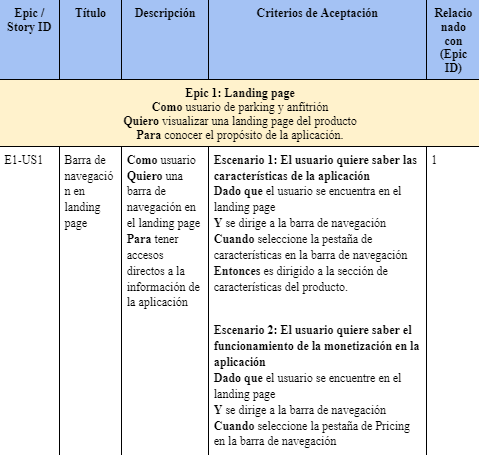 Epic /
Story ID
Título
Descripción
Criterios de Aceptación
Relacio
nado
con
(Epic
ID)
Epic 1: Landing page
Como usuario de parking y anfitrión
Quiero visualizar una landing page del producto
Para conocer el propósito de la aplicación.
E1-US1
Barra de
navegació
n en
landing
page
Como usuario
Quiero una
barra de
navegación en
el landing page
Para tener
accesos
directos a la
información de
la aplicación
Escenario 1: El usuario quiere saber las
características de la aplicación
Dado que el usuario se encuentra en el
landing page
Y se dirige a la barra de navegación
Cuando seleccione la pestaña de
características en la barra de navegación
Entonces es dirigido a la sección de
características del producto.
Escenario 2: El usuario quiere saber el
funcionamiento de la monetización en la
aplicación
Dado que el usuario se encuentre en el
landing page
Y se dirige a la barra de navegación
Cuando seleccione la pestaña de Pricing
en la barra de navegación
1